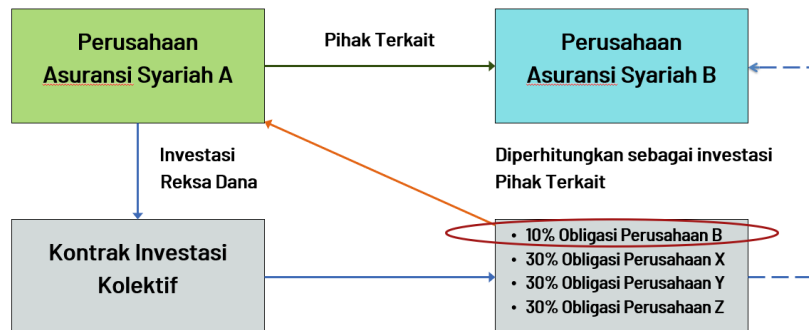 Perusahaan
Asuransi Syariah A
Pihak Terkait
Perusahaan
Asuransi Syariah B
Investasi
Reksa Dana
Diperhitungkan sebagai investasi
Pihak Terkait
Kontrak Investasi
Kolektif
• 10% Obligasi Perusahaan B
• 30% Obligasi Perusahaan X
• 30% Obligasi Perusahaan Y
• 30% Obligasi Perusahaan Z